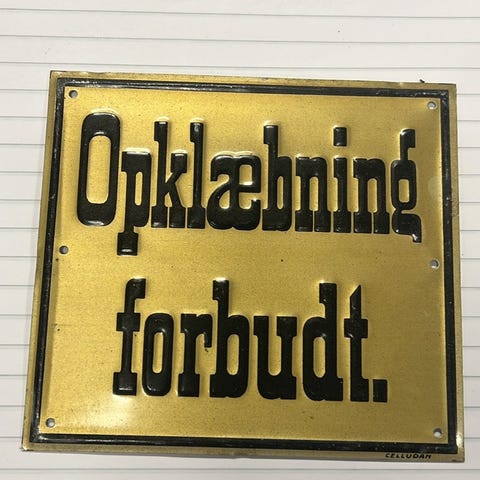 Opklæbning
forbudt.
CELLUDAN